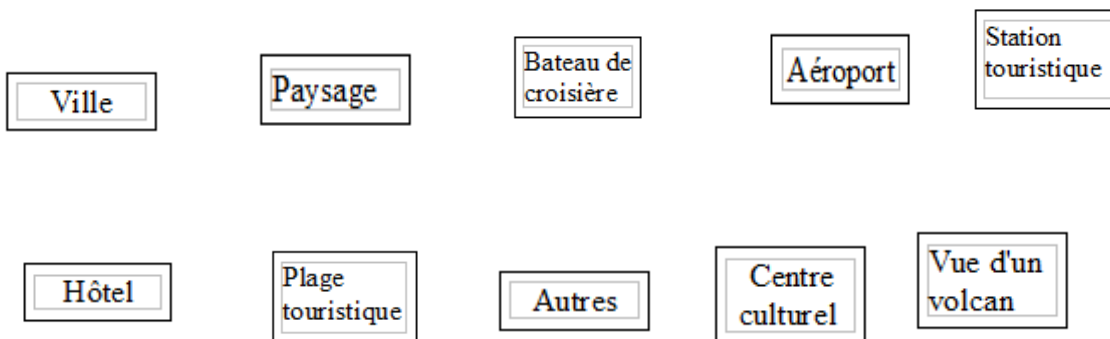 Ville
Paysage
Bateau de
croisière
Aéroport
Station
touristique
Hôtel
Plage
touristique
Autres
Centre
culturel
Vue d'un
volcan